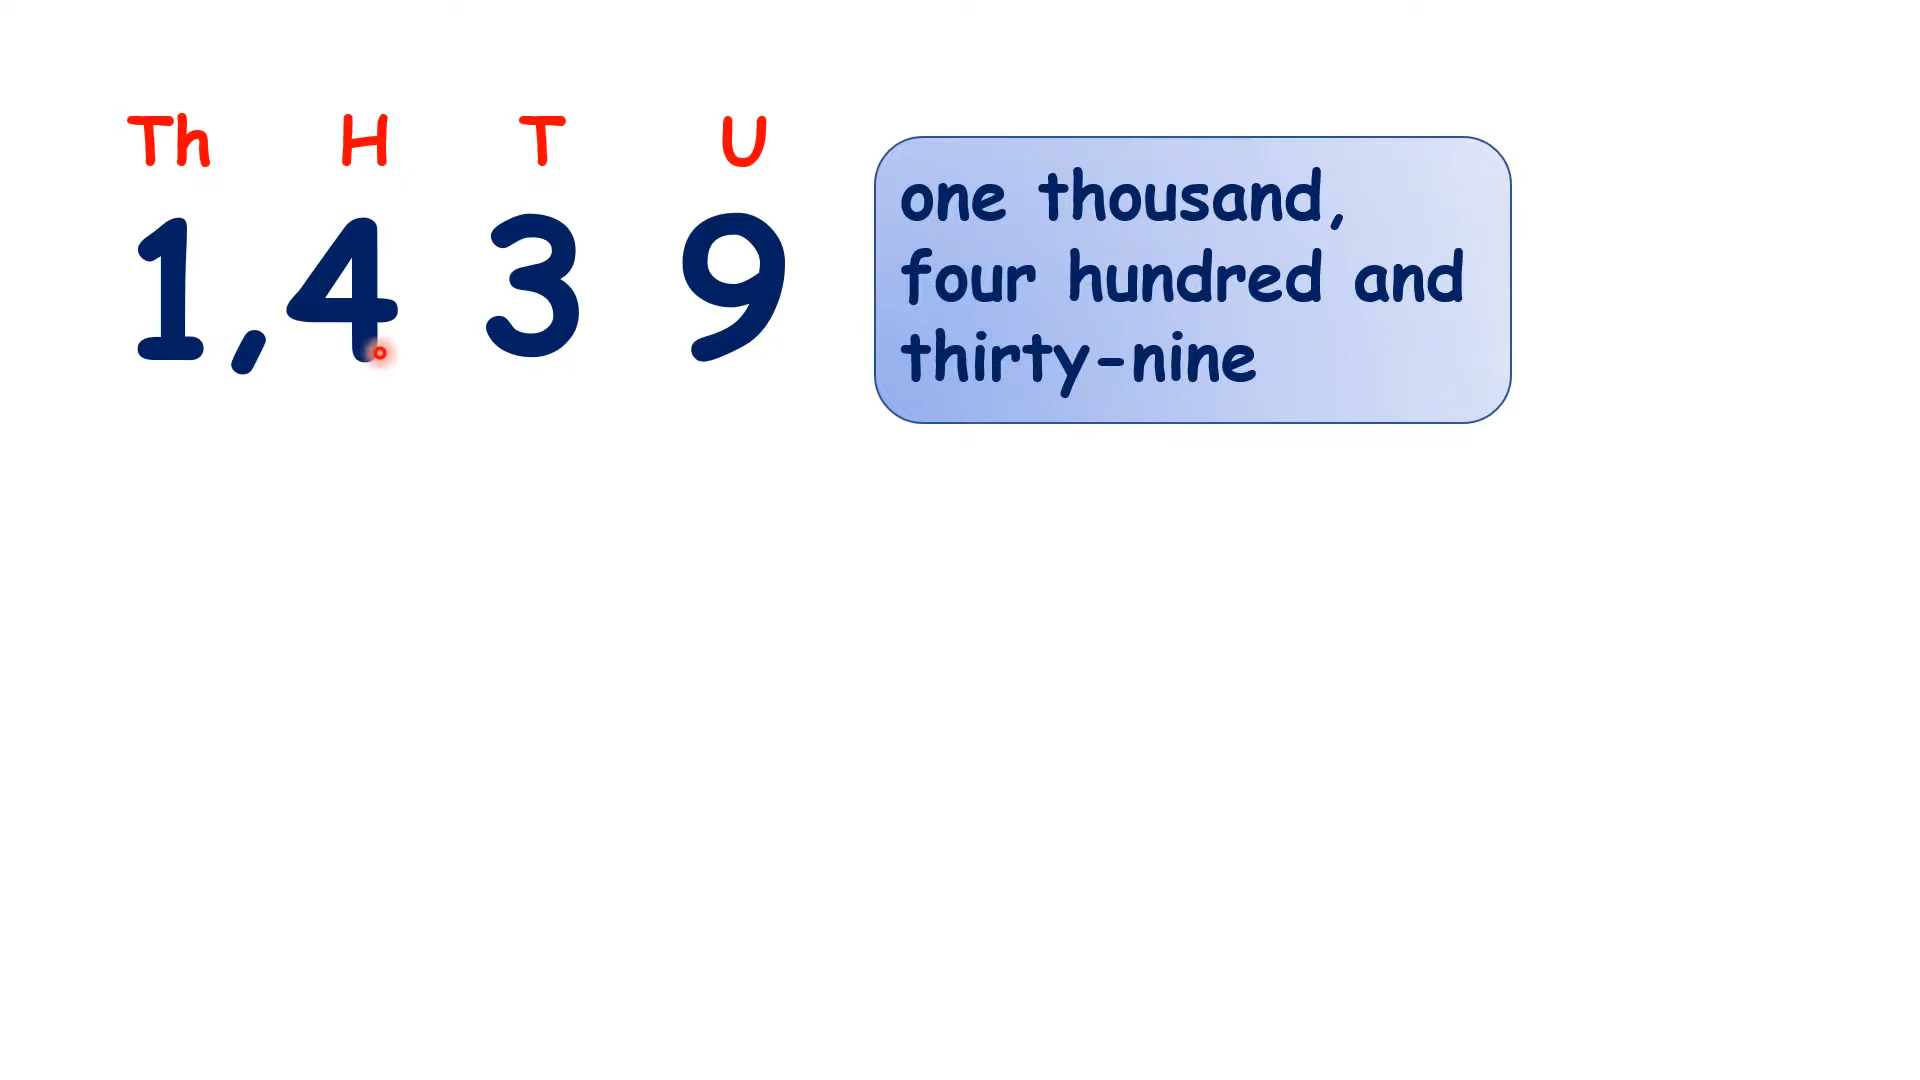 Th H T U
1,4 3 9
one thousand,
four hundred and
thirty-nine